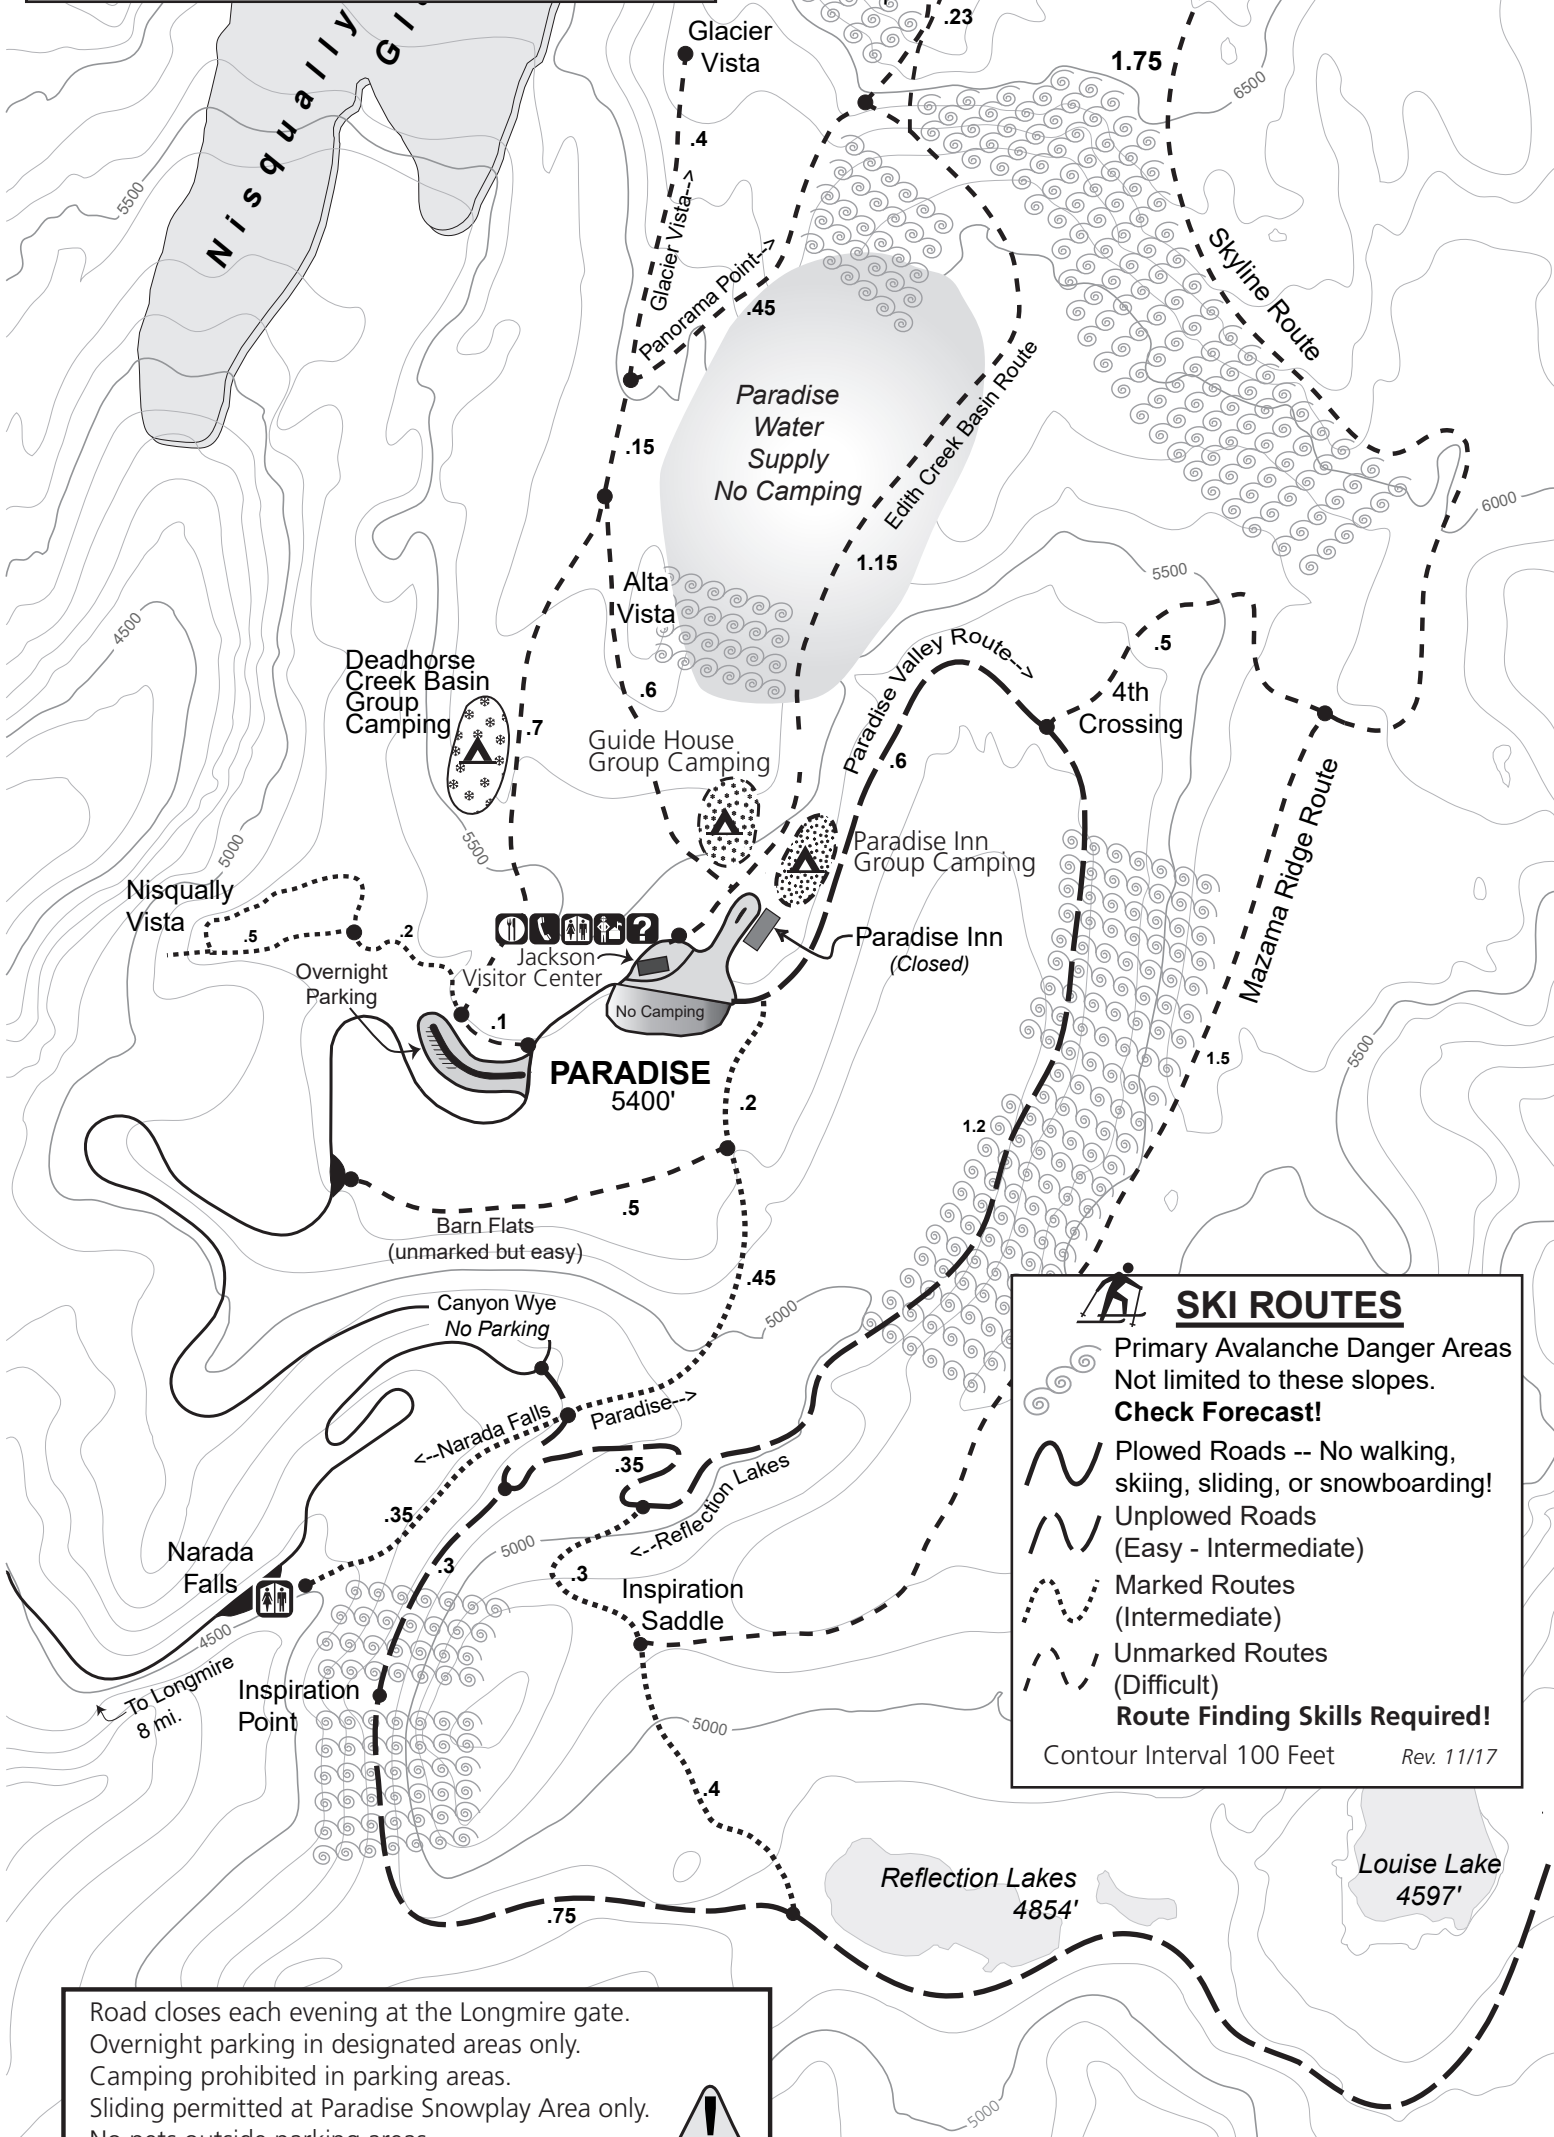 Nisqually
Gl
Glacier
Vista
.23
1.75
6500
5500
.4
Glacier Vista-->
Panorama Point-->
.45
Skyline Route
Paradise
Water
Supply
No Camping
Edith Creek Basin Route
.15
1.15
6000
5500
4500
Alta
Vista
.6
Deadhorse
Creek Basin
Group
Camping
.7
Guide House
Group Camping
Paradise Valley Route-->
.6
.5
4th
Crossing
Mazama Ridge Route
5000
5500
Paradise Inn
Group Camping
Nisqually
Vista
.5
.2
Overnight
Parking
?
Jackson
Visitor Center
Paradise Inn
(Closed)
No Camping
.1
PARADISE
5400'
.2
1.5
5500
1.2
.5
Barn Flats
(unmarked but easy)
.45
5000
Canyon Wye
No Parking
<--Narada Falls
Paradise-->
.35
<--Reflection Lakes
.35
5000
.3
.3
Narada
Falls
4500
To Longmire
8 mi.
Inspiration
Saddle
Inspiration
Point
5000
.4
.75
Reflection Lakes
4854'
Louise Lake
4597'
5000
SKI ROUTES
Primary Avalanche Danger Areas
Not limited to these slopes.
Check Forecast!
Plowed Roads -- No walking,
skiing, sliding, or snowboarding!
Unplowed Roads
(Easy - Intermediate)
Marked Routes
(Intermediate)
Unmarked Routes
(Difficult)
Route Finding Skills Required!
Contour Interval 100 Feet
Rev. 11/17
Road closes each evening at the Longmire gate.
Overnight parking in designated areas only.
Camping prohibited in parking areas.
Sliding permitted at Paradise Snowplay Area only.
No pets outside parking areas
!